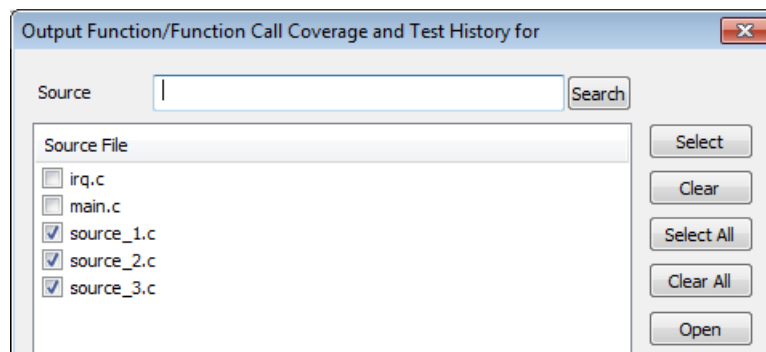 Output Function/Function Call Coverage and Test History for
Source
Search
Source File
irq.c
main.c
source_1.c
source_2.c
source_3.c
Select
Clear
Select All
Clear All
Open